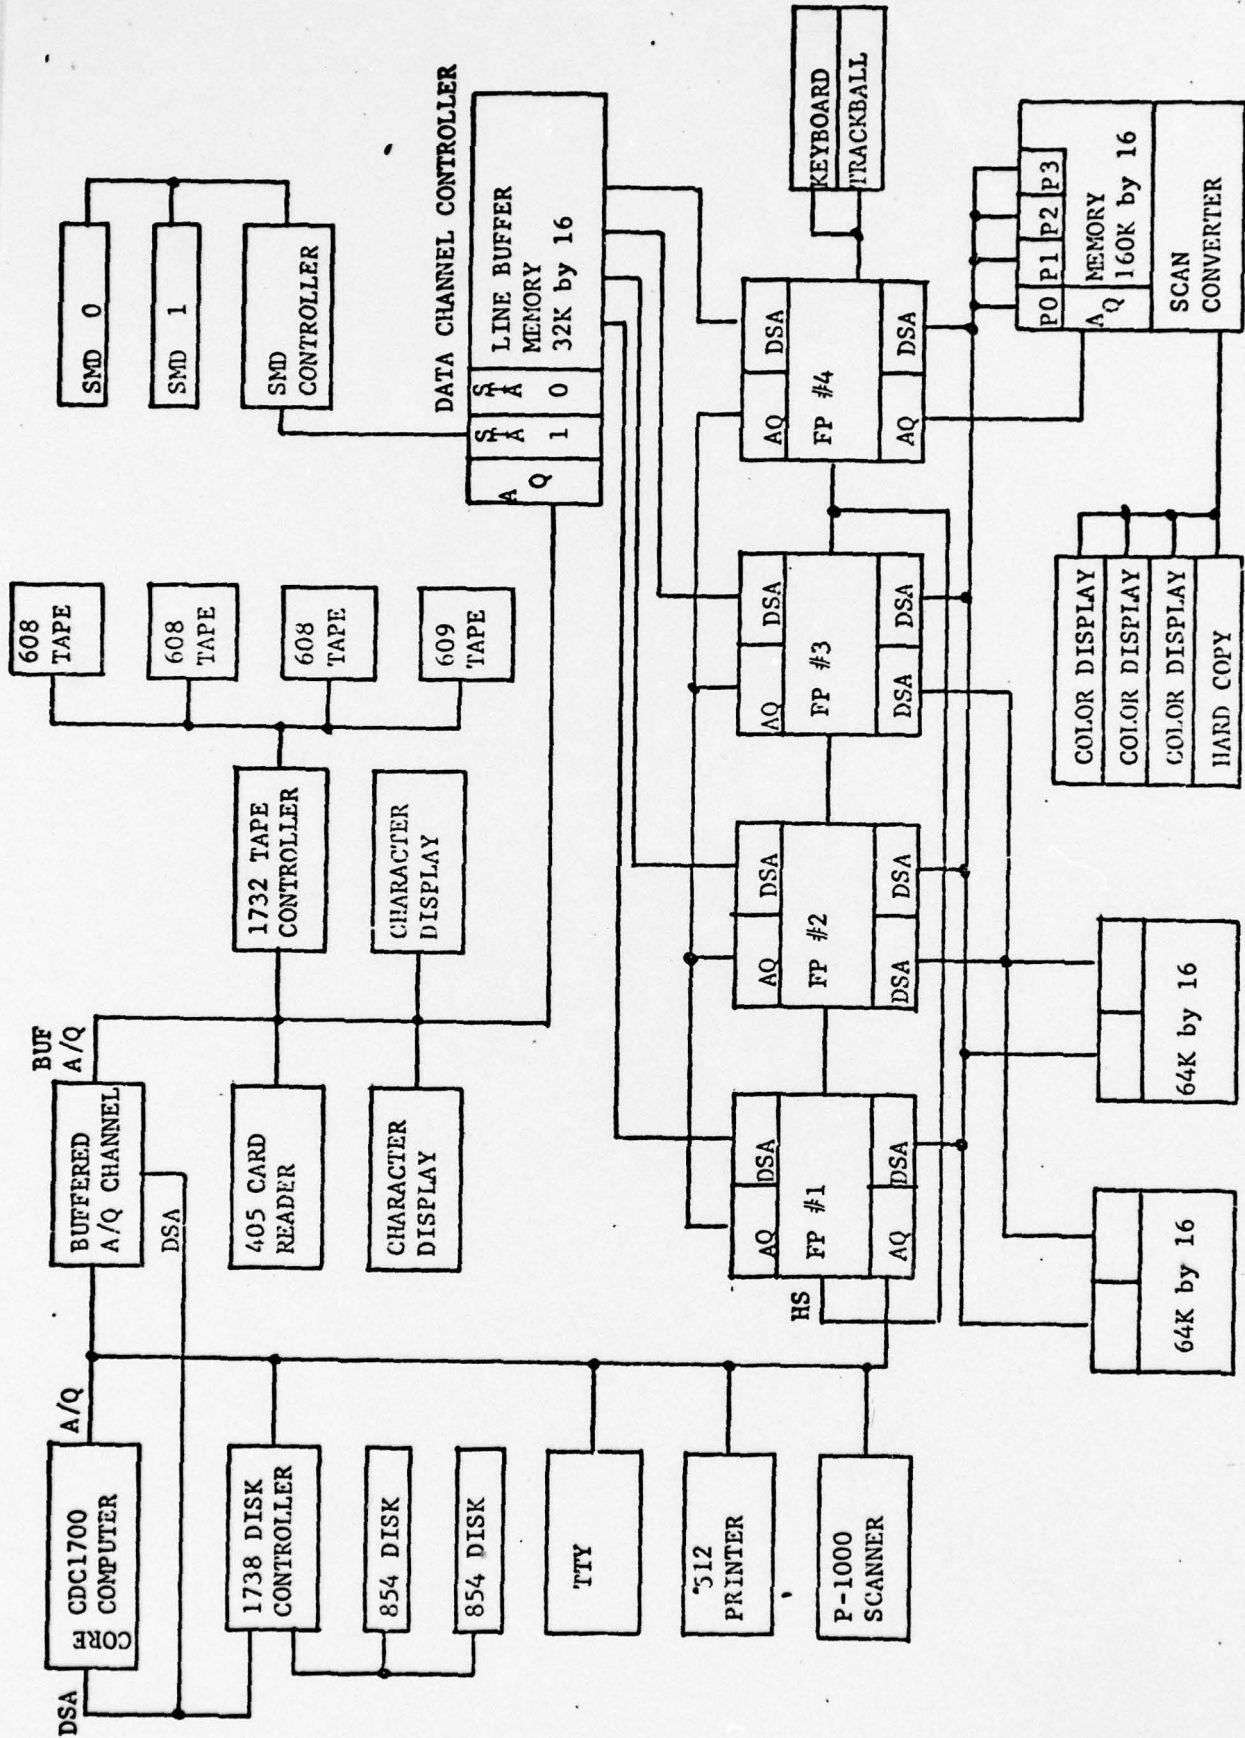 DSA
CORE
CDC1700
COMPUTER
A/Q
BUFFERED
A/Q CHANNEL
DSA
BUF
A/Q
608
TAPE
608
TAPE
608
TAPE
609
TAPE
SMD 0
SMD 1
SMD
CONTROLLER
1738 DISK
CONTROLLER
854 DISK
854 DISK
405 CARD
READER
1732 TAPE
CONTROLLER
CHARACTER
DISPLAY
CHARACTER
DISPLAY
DATA CHANNEL CONTROLLER
A
Q
STA
1
STA
0
LINE BUFFER
MEMORY
32K by 16
TTY
512
PRINTER
P-1000
SCANNER
HS
AQ DSA
FP #1
AQ DSA
AQ DSA
FP #2
DSA DSA
AQ DSA
FP #3
DSA DSA
AQ DSA
FP #4
AQ DSA
KEYBOARD
TRACKBALL
64K by 16
64K by 16
COLOR DISPLAY
COLOR DISPLAY
COLOR DISPLAY
HARD COPY
P0 P1 P2 P3
A
Q
MEMORY
160K by 16
SCAN
CONVERTER